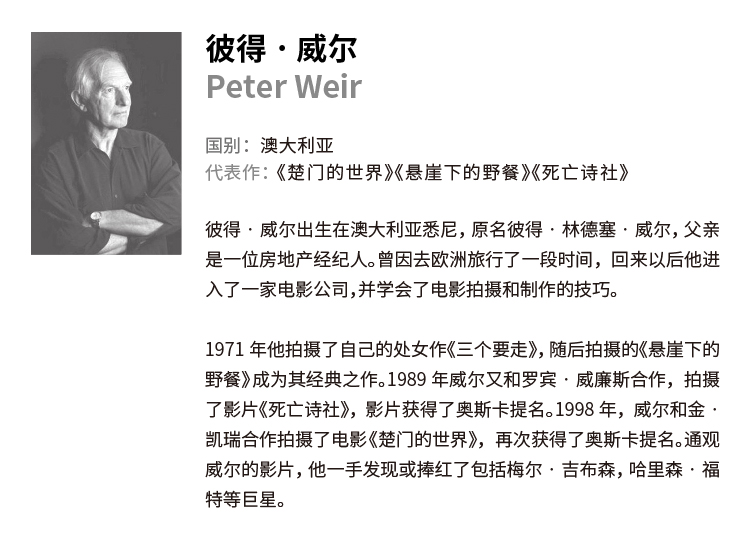 彼得·威尔
Peter Weir
国别：澳大利亚
代表作：《楚门的世界》《悬崖下的野餐》《死亡诗社》
彼得·威尔出生在澳大利亚悉尼，原名彼得·林德塞·威尔，父亲
是一位房地产经纪人。曾因去欧洲旅行了一段时间，回来以后他进
入了一家电影公司，并学会了电影拍摄和制作的技巧。
1971 年他拍摄了自己的处女作《三个要走》，随后拍摄的《悬崖下的
野餐》成为其经典之作。1989 年威尔又和罗宾·威廉斯合作，拍摄
了影片《死亡诗社》，影片获得了奥斯卡提名。1998 年，威尔和金·
凯瑞合作拍摄了电影《楚门的世界》，再次获得了奥斯卡提名。通观
威尔的影片，他一手发现或捧红了包括梅尔·吉布森，哈里森·福
特等巨星。